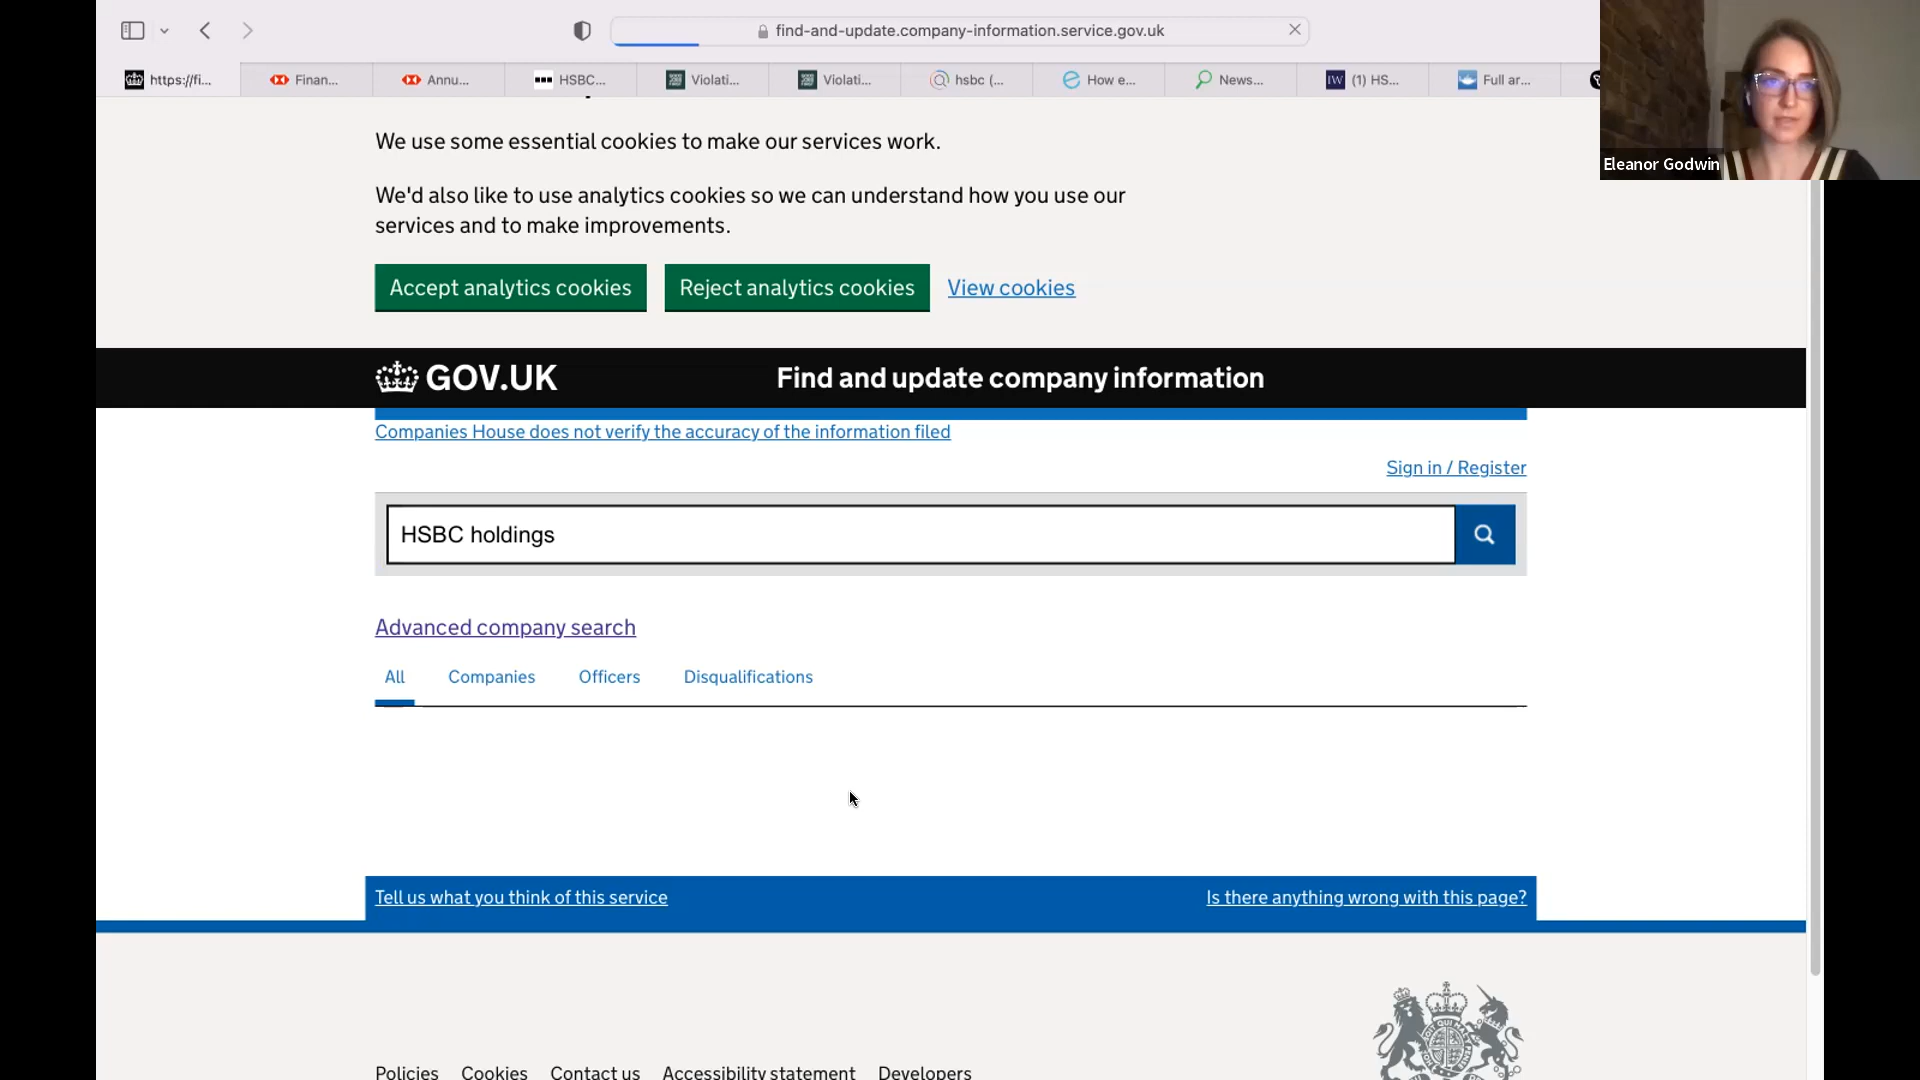 find-and-update.company-information.service.gov.uk
https://fi...
Finan...
Annu...
HSBC...
Violati...
Violati...
hsbc (...
How e...
News...
(1) HS...
Full ar...
Eleanor Godwin
We use some essential cookies to make our services work.
We'd also like to use analytics cookies so we can understand how you use our
services and to make improvements.
Accept analytics cookies
Reject analytics cookies
View cookies
GOV.UK
Find and update company information
Companies House does not verify the accuracy of the information filed
Sign in / Register
HSBC holdings
Advanced company search
All
Companies
Officers
Disqualifications
Tell us what you think of this service
Is there anything wrong with this page?
Policies
Cookies
Contact us
Accessibility statement
Developers